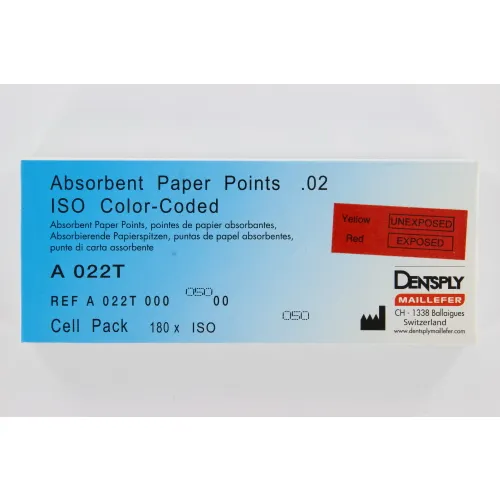 Absorbent Paper Points .02
ISO Color-Coded
Absorbent Paper Points, pointes de papier absorbantes,
Absorbierende Papierspitzen, puntas de papel absorbentes,
punte di carta assorbente
A 022T
REF A 022T 000 050 00
Cell Pack 180 x ISO 050
Yellow UNEXPOSED
Red EXPOSED
DENTSPLY
MAILLEFER
CH - 1338 Ballaigues
Switzerland
www.dentsplymaillefer.com